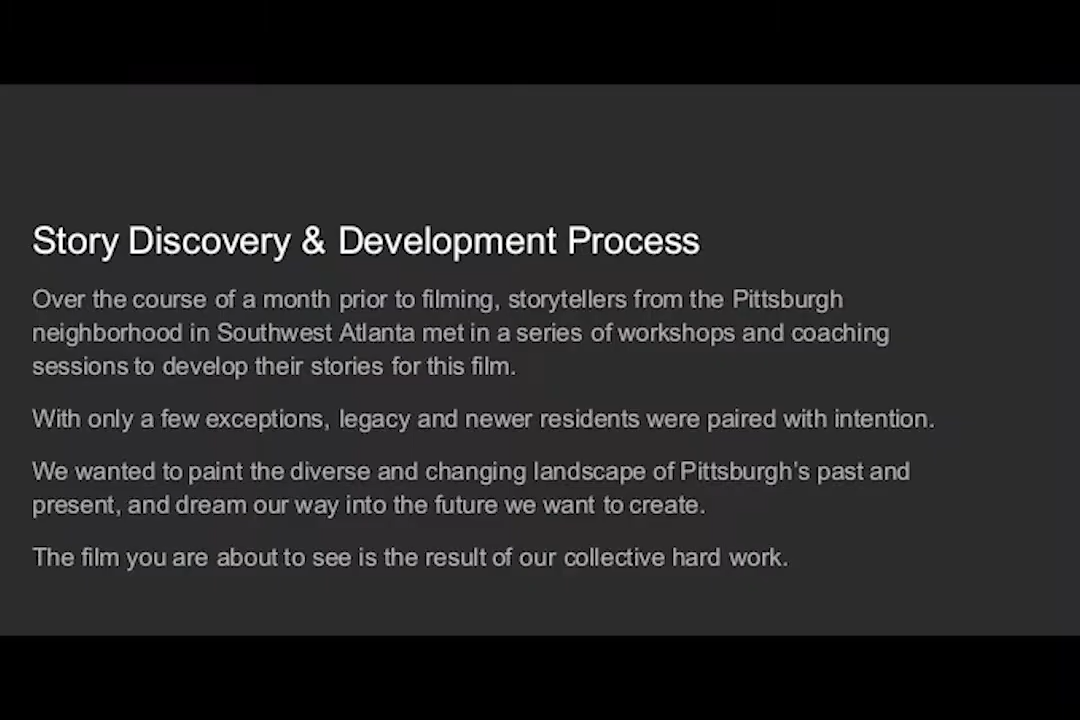 Story Discovery & Development Process
Over the course of a month prior to filming, storytellers from the Pittsburgh
neighborhood in Southwest Atlanta met in a series of workshops and coaching
sessions to develop their stories for this film.
With only a few exceptions, legacy and newer residents were paired with intention.
We wanted to paint the diverse and changing landscape of Pittsburgh's past and
present, and dream our way into the future we want to create.
The film you are about to see is the result of our collective hard work.